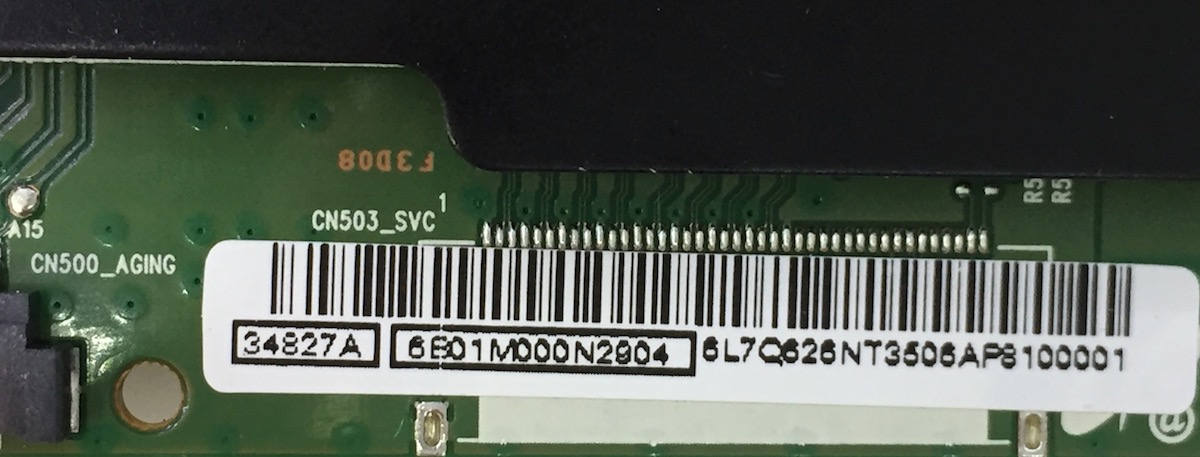 F3D08
R5
R5
1
CN503_SVC
A15
CN500_AGING
34827A 6B01M000N2904 6L7Q626NT3506AP8100001
@